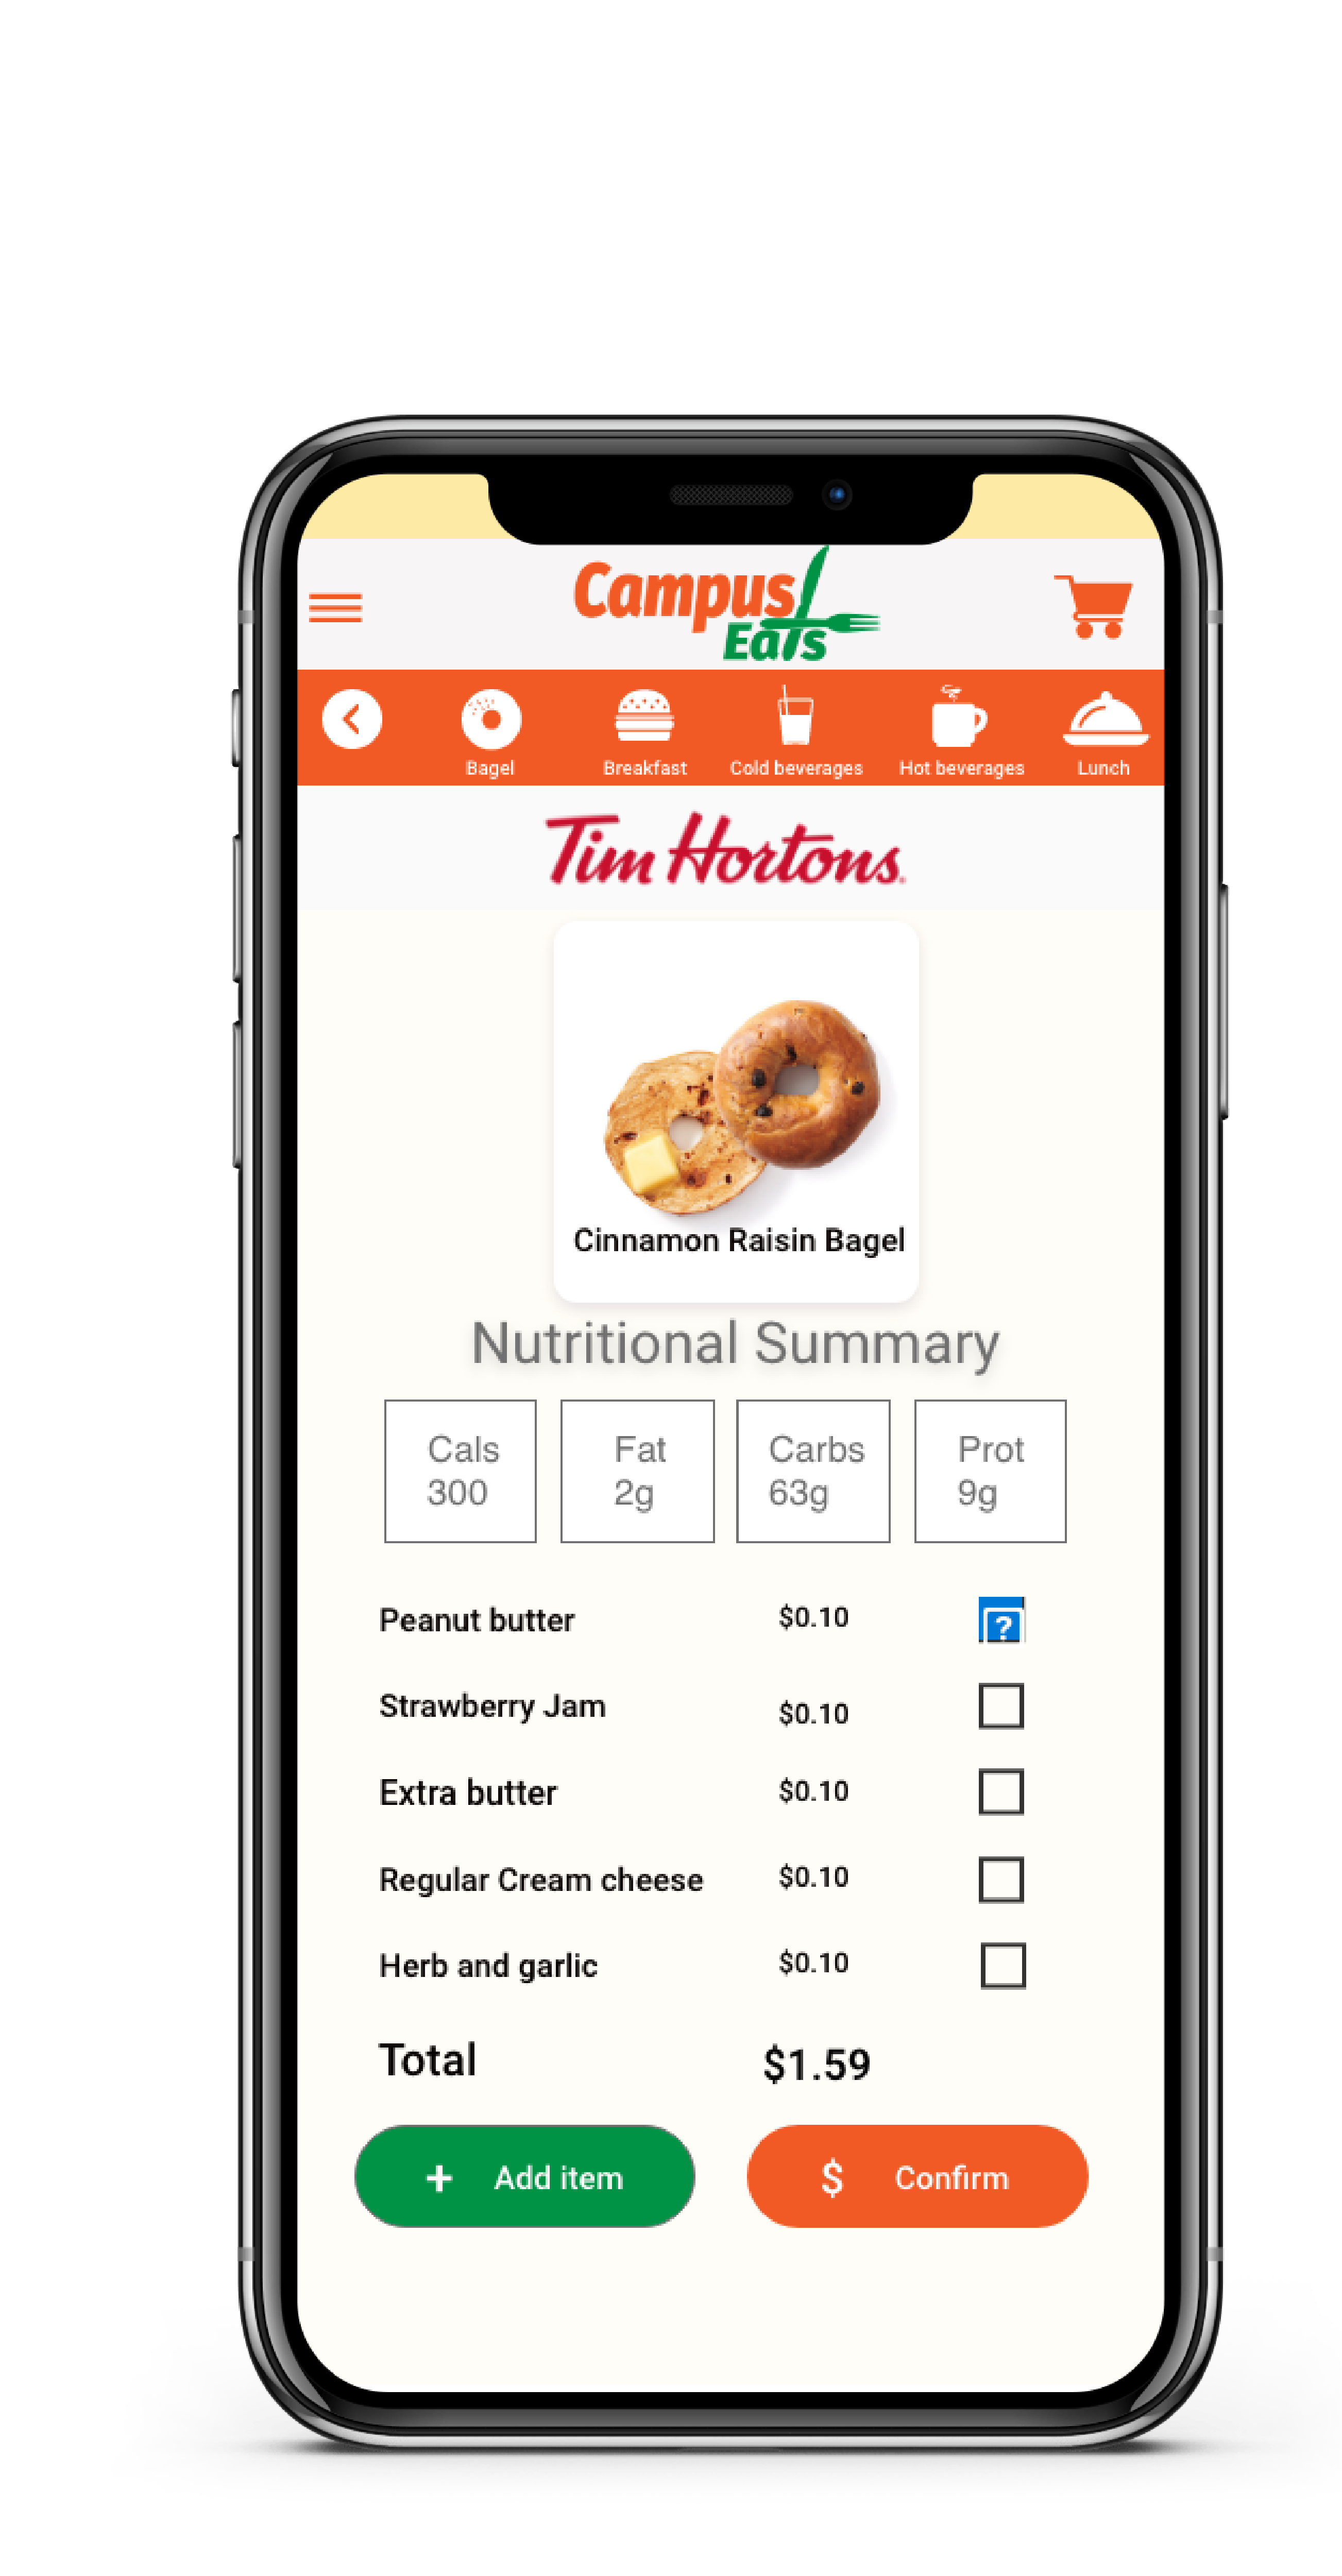 Campus
Eats
Bagel
Breakfast
Cold beverages
Hot beverages
Lunch
Tim Hortons.
Cinnamon Raisin Bagel
Nutritional Summary
Cals
300
Fat
2g
Carbs
63g
Prot
9g
Peanut butter $0.10 ?
Strawberry Jam $0.10
Extra butter $0.10
Regular Cream cheese $0.10
Herb and garlic $0.10
Total $1.59
+ Add item
$ Confirm